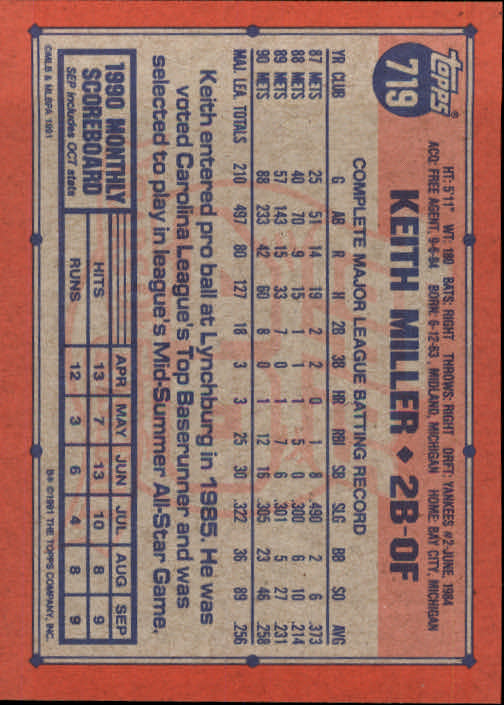 Topps®
719
HT: 5'11" WT: 180 BATS: RIGHT THROWS: RIGHT DRFT: YANKEES #2-JUNE, 1984
ACQ: FREE AGENT, 9-6-84 BORN: 6-12-63, MIDLAND, MICHIGAN HOME: BAY CITY, MICHIGAN
KEITH MILLER ◆ 2B-OF
COMPLETE MAJOR LEAGUE BATTING RECORD
YR CLUB G AB R H 2B 3B HR RBI SB SLG BB SO AVG
87 METS 25 51 14 19 2 2 0 1 8 .490 2 6 .373
88 METS 40 70 9 15 1 1 1 5 0 .300 6 10 .214
89 METS 57 143 15 33 7 0 1 7 6 .301 5 27 .231
90 METS 88 233 42 60 8 0 1 12 16 .305 23 46 .258
MAJ. LEA. TOTALS 210 497 80 127 18 3 3 25 30 .322 36 89 .256
Keith entered pro ball at Lynchburg in 1985. He was
voted Carolina League's Top Baserunner and was
selected to play in league's Mid-Summer All-Star Game.
1990 MONTHLY
SCOREBOARD
SEP includes OCT stats
APR MAY JUN JUL AUG SEP
HITS 13 7 13 10 8 9
RUNS 12 3 6 4 8 9
©MLB & MLBPA 1991
B* ©1991 THE TOPPS COMPANY, INC.